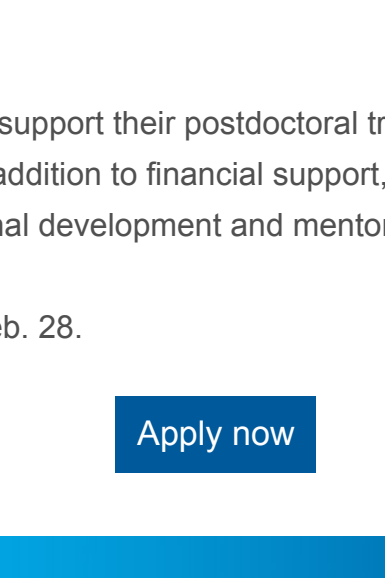 support their postdoctoral tr
addition to financial support,
nal development and mentor
eb. 28.
Apply now